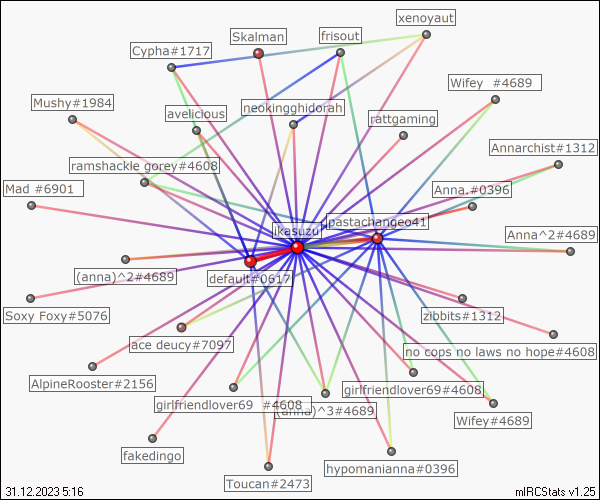 xenoyaut
Skalman
frisout
Cypha#1717
Wifey  #4689
Mushy#1984
neokingghidorah
avelicious
rattgaming
Annarchist#1312
ramshackle gorey#4608
Mad #6901
Anna.#0396
pastachangeo41
ikasuzu
Anna^2#4689
(anna)^2#4689
default#0617
Soxy Foxy#5076
zibbits#1312
ace deucy#7097
no cops no laws no hope#4608
AlpineRooster#2156
girlfriendlover69#4608
girlfriendlover69  #4608
(anna)^3#4689
Wifey#4689
fakedingo
hypomanianna#0396
Toucan#2473
31.12.2023 5:16
mIRCStats v1.25